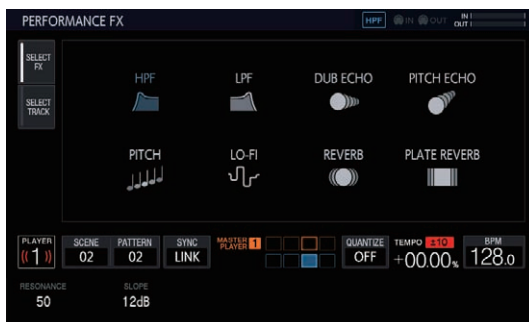 PERFORMANCE FX HPF IN OUT IN OUT
SELECT FX
SELECT TRACK
HPF LPF DUB ECHO PITCH ECHO
PITCH LO-FI REVERB PLATE REVERB
PLAYER SCENE PATTERN SYNC MASTER PLAYER 1 QUANTIZE TEMPO ±10 BPM
1 02 02 LINK OFF +00.00% 128.0
RESONANCE SLOPE
50 12dB